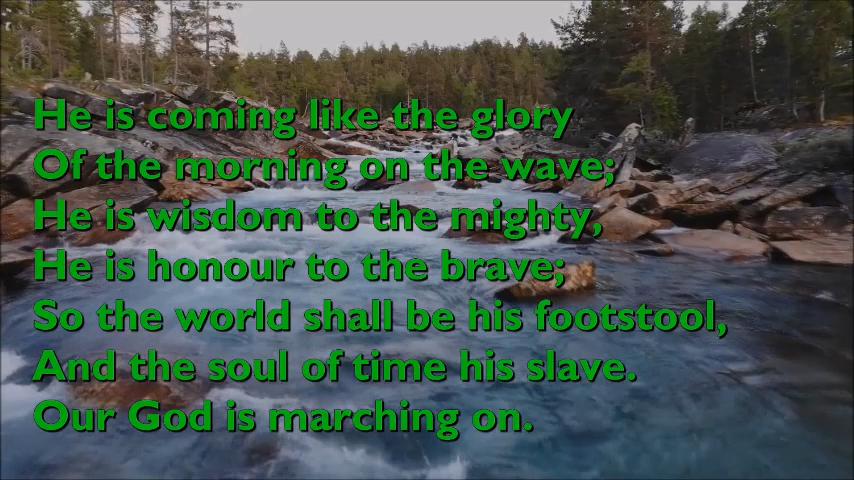 He is coming like the glory
Of the morning on the wave;
He is wisdom to the mighty,
He is honour to the brave;
So the world shall be his footstool,
And the soul of time his slave.
Our God is marching on.